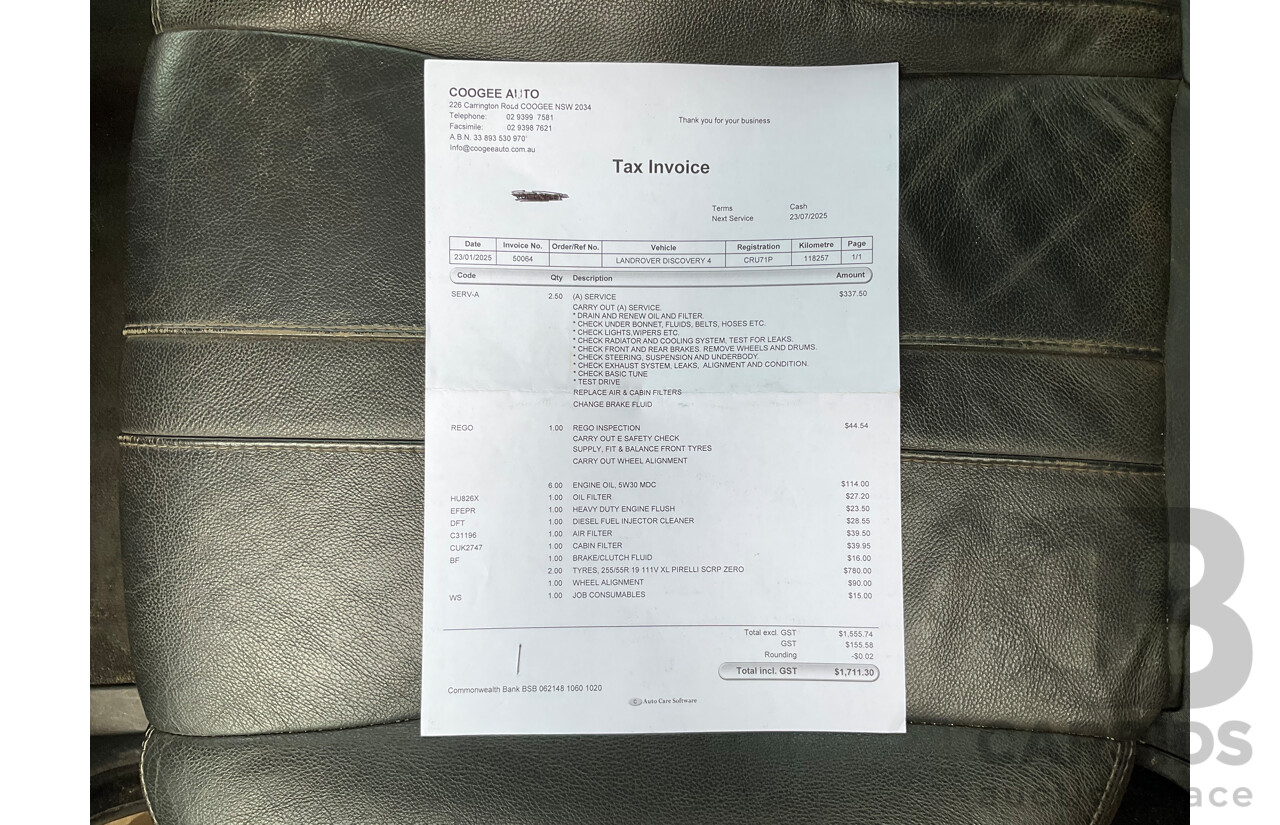 COOGEE AUTO
226 Carrington Road COOGEE NSW 2034
Telephone: 02 9399 7581
Facsimile: 02 9398 7621
A.B.N. 33 893 530 970
Info@coogeeauto.com.au
Thank you for your business
Tax Invoice
Terms Cash
Next Service 23/07/2025
Date Invoice No. Order/Ref No. Vehicle Registration Kilometre Page
23/01/2025 50064 LANDROVER DISCOVERY 4 CRU71P 118257 1/1
Code Qty Description Amount
SERV-A 2.50 (A) SERVICE $337.50
CARRY OUT (A) SERVICE.
* DRAIN AND RENEW OIL AND FILTER.
* CHECK UNDER BONNET, FLUIDS, BELTS, HOSES ETC.
* CHECK LIGHTS,WIPERS ETC.
* CHECK RADIATOR AND COOLING SYSTEM, TEST FOR LEAKS.
* CHECK FRONT AND REAR BRAKES, REMOVE WHEELS AND DRUMS.
* CHECK STEERING, SUSPENSION AND UNDERBODY.
* CHECK EXHAUST SYSTEM, LEAKS, ALIGNMENT AND CONDITION.
* CHECK BASIC TUNE
* TEST DRIVE
REPLACE AIR & CABIN FILTERS
CHANGE BRAKE FLUID
REGO 1.00 REGO INSPECTION $44.54
CARRY OUT E SAFETY CHECK
SUPPLY, FIT & BALANCE FRONT TYRES
CARRY OUT WHEEL ALIGNMENT
6.00 ENGINE OIL, 5W30 MDC $114.00
HU826X 1.00 OIL FILTER $27.20
EFEPR 1.00 HEAVY DUTY ENGINE FLUSH $23.50
DFT 1.00 DIESEL FUEL INJECTOR CLEANER $28.55
C31196 1.00 AIR FILTER $39.50
CUK2747 1.00 CABIN FILTER $39.95
BF 1.00 BRAKE/CLUTCH FLUID $16.00
2.00 TYRES, 255/55R 19 111V XL PIRELLI SCRP ZERO $780.00
1.00 WHEEL ALIGNMENT $90.00
WS 1.00 JOB CONSUMABLES $15.00
Total excl. GST $1,555.74
GST $155.58
Rounding -$0.02
Total incl. GST $1,711.30
Commonwealth Bank BSB 062148 1060 1020
Auto Care Software